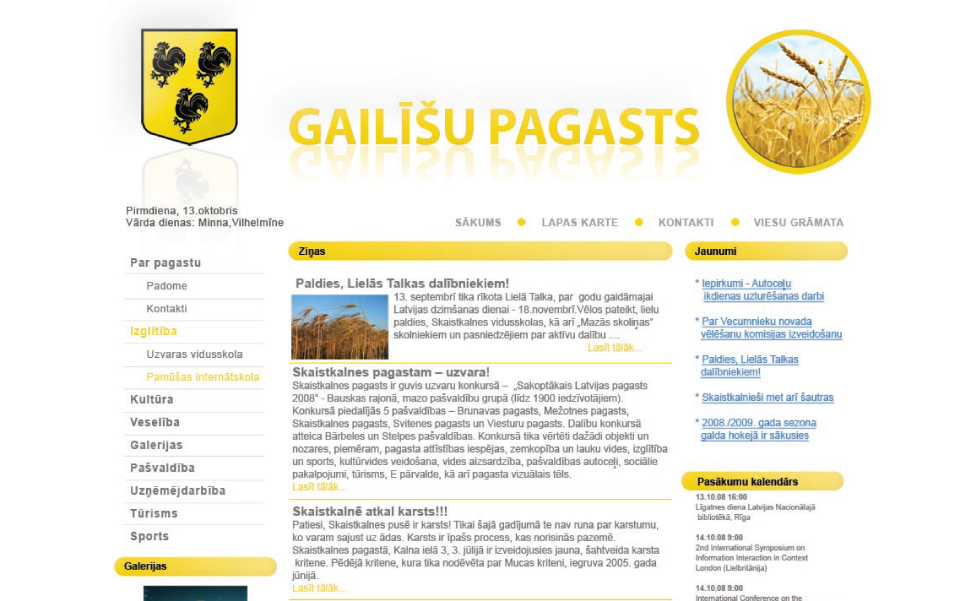 GAILĪŠU PAGASTS
Pirmdiena, 13.oktobris
Vārda dienas: Minna,Vilhelmīne
SĀKUMS
LAPAS KARTE
KONTAKTI
VIESU GRĀMATA
Par pagastu
Padome
Kontakti
Izglītība
Uzvaras vidusskola
Pamūšas internātskola
Kultūra
Veselība
Galerijas
Pašvaldība
Uzņēmējdarbība
Tūrisms
Sports
Galerijas
Ziņas
Paldies, Lielās Talkas dalībniekiem!
13. septembrī tika rīkota Lielā Talka, par godu gaidāmajai
Latvijas dzimšanas dienai - 18.novembrī.Vēlos pateikt, lielu
paldies, Skaistkalnes vidusskolas, kā arī „Mazās skoliņas”
skolniekiem un pasniedzējiem par aktīvu dalību ....
Lasīt tālāk...
Skaistkalnes pagastam – uzvara!
Skaistkalnes pagasts ir guvis uzvaru konkursā – „Sakoptākais Latvijas pagasts
2008” - Bauskas rajonā, mazo pašvaldību grupā (līdz 1900 iedzīvotājiem).
Konkursā piedalījās 5 pašvaldības – Brunavas pagasts, Mežotnes pagasts,
Skaistkalnes pagasts, Svitenes pagasts un Viesturu pagasts. Dalību konkursā
atteica Bārbeles un Stelpes pašvaldības. Konkursā tika vērtēti dažādi objekti un
nozares, piemēram, pagasta attīstības iespējas, zemkopība un lauku vides, izglītība
un sports, kultūrvides veidošana, vides aizsardzība, pašvaldības autoceļi, sociālie
pakalpojumi, tūrisms, E pārvalde, kā arī pagasta vizuālais tēls.
Lasīt tālāk...
Skaistkalnē atkal karsts!!!
Patiesi, Skaistkalnes pusē ir karsts! Tikai šajā gadījumā te nav runa par karstumu,
ko varam sajust uz ādas. Karsts ir īpašs process, kas norisinās pazemē.
Skaistkalnes pagastā, Kalna ielā 3, 3. jūlijā ir izveidojusies jauna, šahtveida karsta
kritene. Pēdējā kritene, kura tika nodēvēta par Mucas kriteni, iegruva 2005. gada
jūnijā.
Lasīt tālāk...
Jaunumi
* Iepirkumi - Autoceļu
ikdienas uzturēšanas darbi
* Par Vecumnieku novada
vēlēšanu komisijas izveidošanu
* Paldies, Lielās Talkas
dalībniekiem!
* Skaistkalnieši met arī šautras
* 2008./2009. gada sezona
galda hokejā ir sākusies
Pasākumu kalendārs
13.10.08 16:00
Līgatnes diena Latvijas Nacionālajā
bibliotēkā, Rīga
14.10.08 9:00
2nd International Symposium on
Information Interaction in Context
London (Lielbritānija)
14.10.08 9:00
International Conference on the